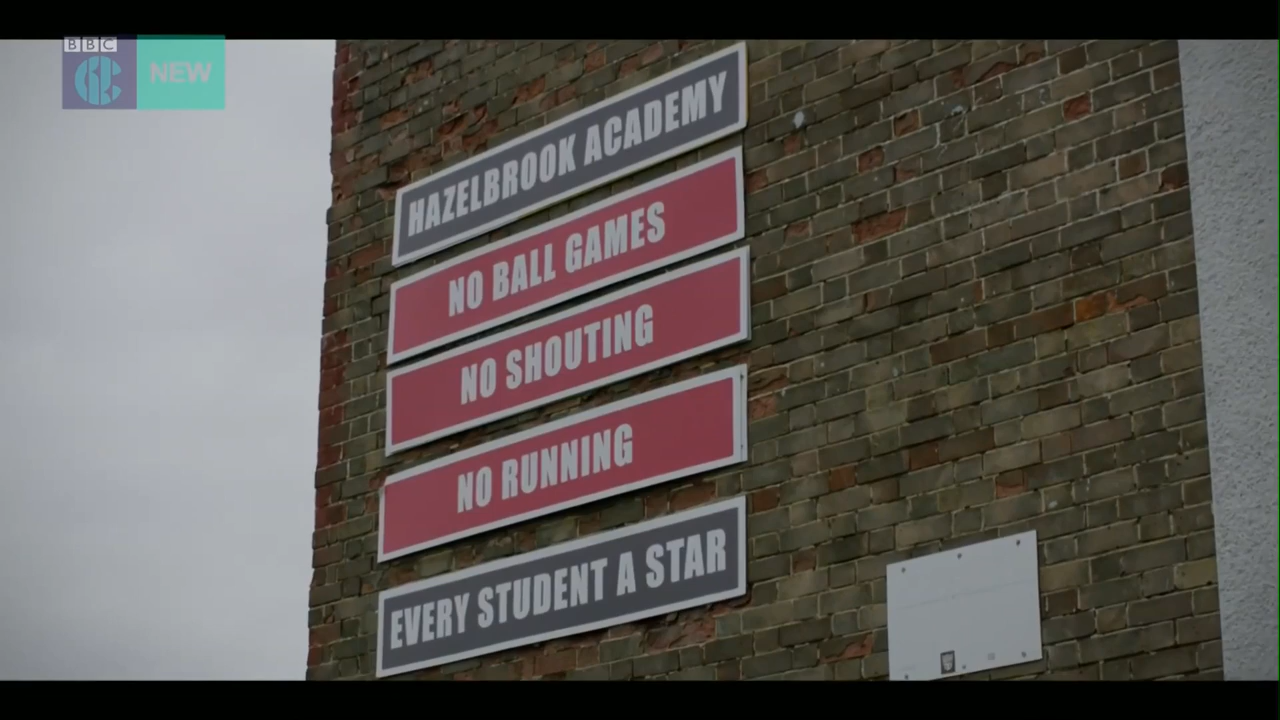 BBC
NEW
HAZELBROOK ACADEMY
NO BALL GAMES
NO SHOUTING
NO RUNNING
EVERY STUDENT A STAR